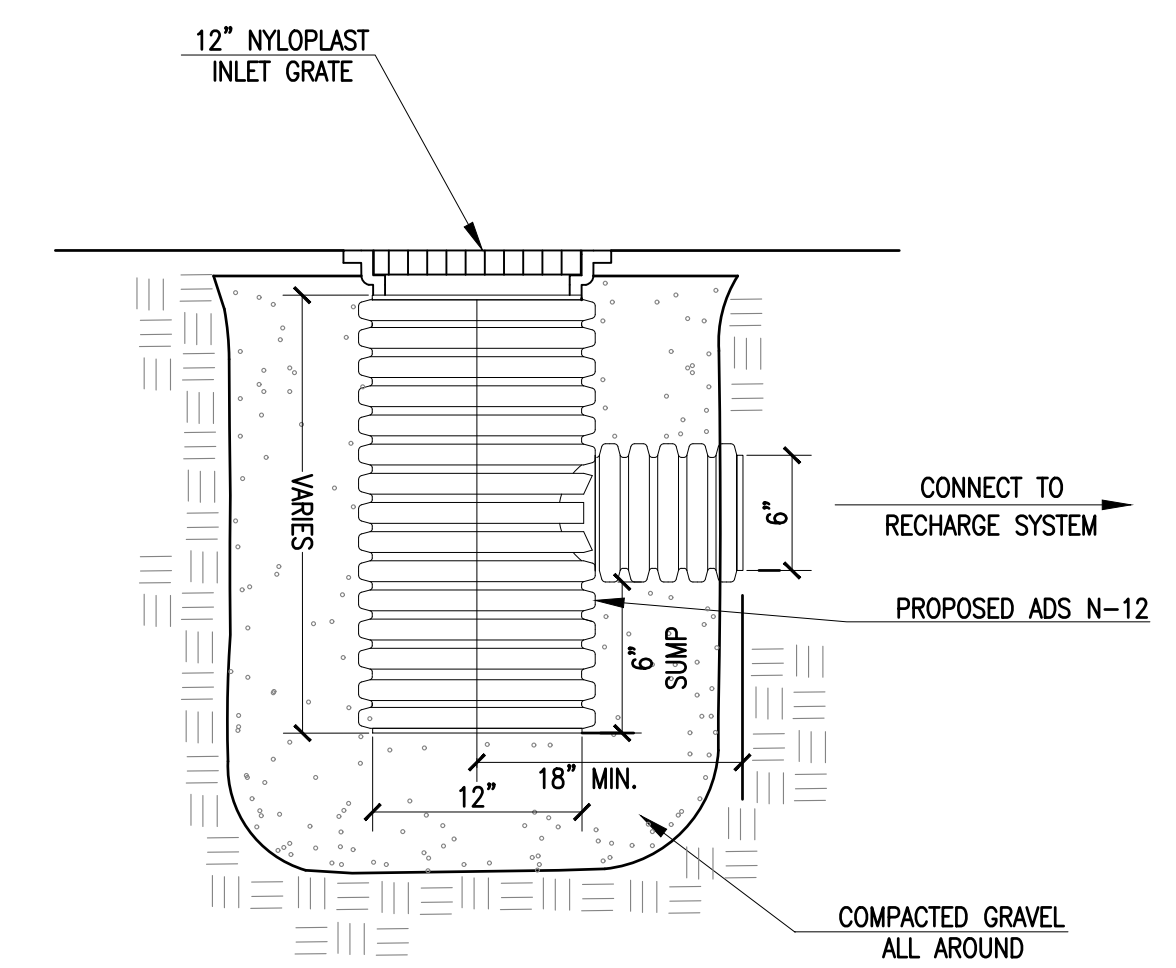 12” NYLOPLAST
INLET GRATE
VARIES
6”
CONNECT TO
RECHARGE SYSTEM
PROPOSED ADS N-12
6”
SUMP
18” MIN.
12”
COMPACTED GRAVEL
ALL AROUND